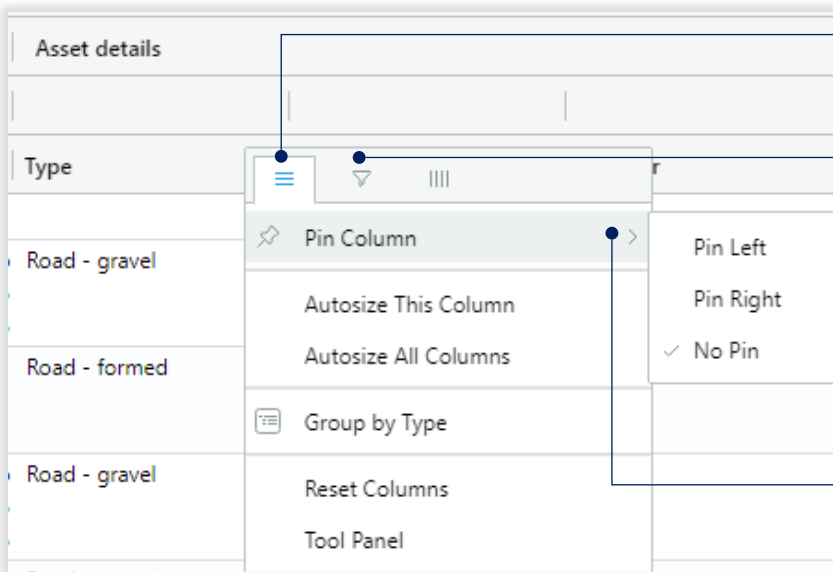 Asset details
Type
r
Pin Column
Pin Left
Road - gravel
Pin Right
Autosize This Column
No Pin
Autosize All Columns
Road - formed
Group by Type
Road - gravel
Reset Columns
Tool Panel